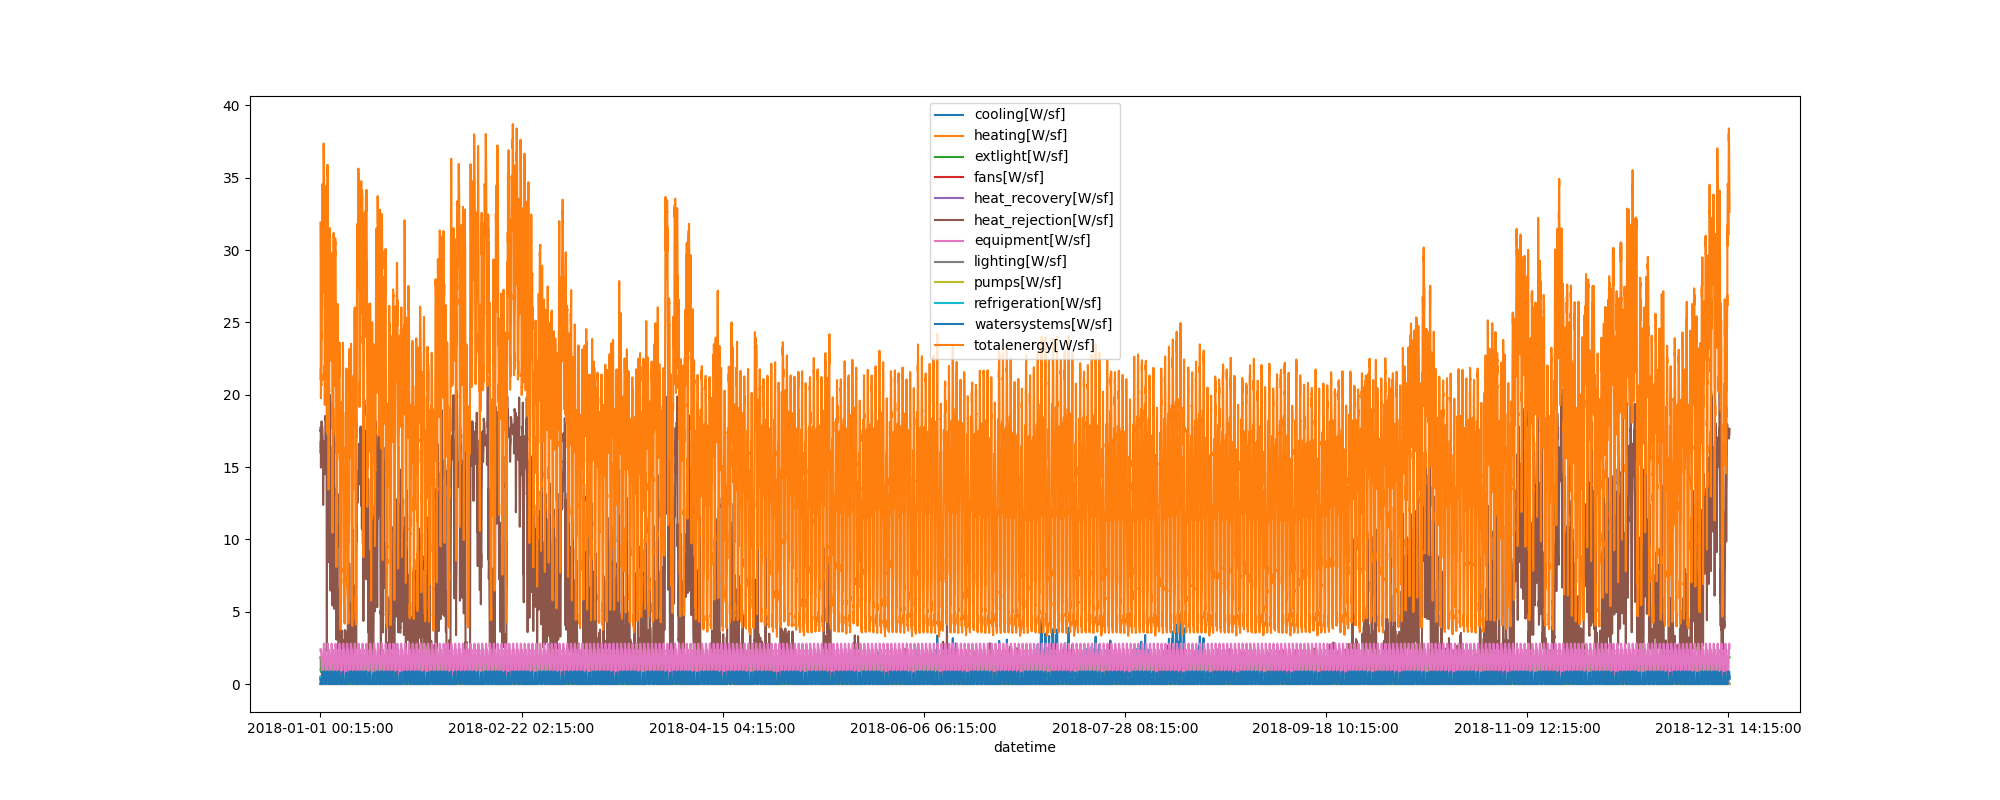 40
35
30
25
20
15
10
5
0
cooling[W/sf]
heating[W/sf]
extlight[W/sf]
fans[W/sf]
heat_recovery[W/sf]
heat_rejection[W/sf]
equipment[W/sf]
lighting[W/sf]
pumps[W/sf]
refrigeration[W/sf]
watersystems[W/sf]
totalenergy[W/sf]
2018-01-01 00:15:00 2018-02-22 02:15:00 2018-04-15 04:15:00 2018-06-06 06:15:00 2018-07-28 08:15:00 2018-09-18 10:15:00 2018-11-09 12:15:00 2018-12-31 14:15:00
datetime